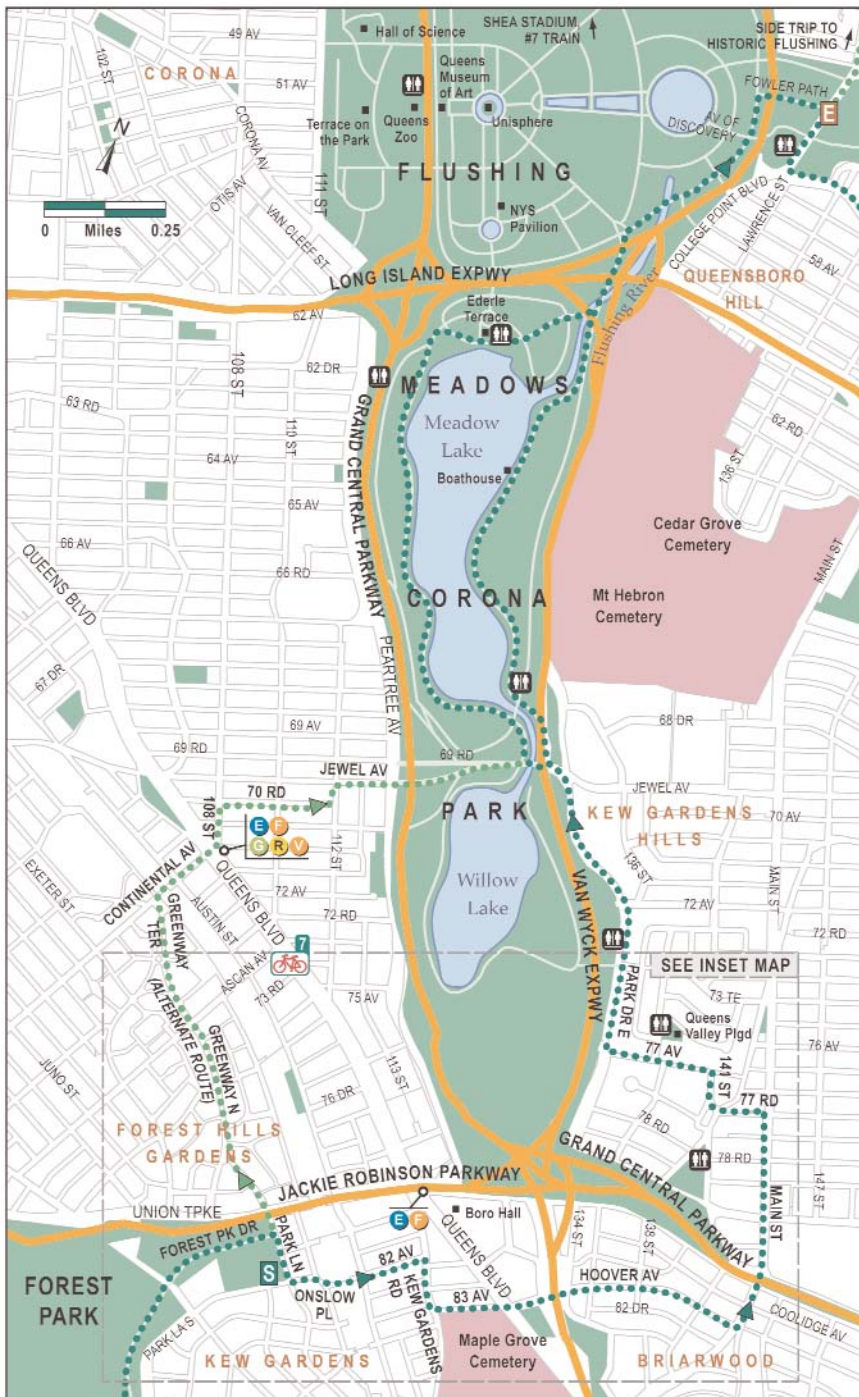 SHEA STADIUM,
#7 TRAIN
SIDE TRIP TO
HISTORIC FLUSHING
49 AV
Hall of Science
102 ST
CORONA
51 AV
Queens
Museum
of Art
FOWLER PATH
E
CORONA AV
Terrace on
the Park
Queens
Zoo
Unisphere
AV OF
DISCOVERY
N
OTIS AV
111 ST
FLUSHING
0 Miles 0.25
VAN CLEEF ST
NYS
Pavilion
COLLEGE POINT BLVD
LAWRENCE ST
58 AV
LONG ISLAND EXPWY
QUEENSBORO
HILL
62 AV
Ederle
Terrace
Flushing River
108 ST
62 DR
MEADOWS
63 RD
GRAND CENTRAL PARKWAY
Meadow
Lake
62 RD
110 ST
136 ST
64 AV
Boathouse
65 AV
Cedar Grove
Cemetery
MAIN ST
66 AV
QUEENS BLVD
66 RD
CORONA
Mt Hebron
Cemetery
PEARTREE AV
67 DR
69 AV
68 DR
69 RD
69 RD
JEWEL AV
JEWEL AV
70 RD
108 ST
PARK
KEW GARDENS
HILLS
70 AV
E F
G R V
112 ST
CONTINENTAL AV
EXETER ST
136 ST
MAIN ST
QUEENS BLVD
72 AV
Willow
Lake
72 AV
AUSTIN ST
72 RD
VAN WYCK EXPWY
72 RD
GREENWAY
TER
7
ASCAN AV
73 RD
SEE INSET MAP
75 AV
PARK DR E
73 TE
(ALTERNATE ROUTE)
Queens
Valley Plgd
JUNO ST
GREENWAY N
77 AV
76 AV
113 ST
141 ST
77 RD
76 DR
78 RD
FOREST HILLS
GARDENS
GRAND CENTRAL PARKWAY
78 RD
JACKIE ROBINSON PARKWAY
147 ST
MAIN ST
UNION TPKE
E F
Boro Hall
134 ST
138 ST
FOREST PK DR
PARK LN
QUEENS BLVD
FOREST
PARK
S
82 AV
HOOVER AV
ONSLOW
PL
KEW GARDENS
RD
83 AV
82 DR
COOLIDGE AV
PARK LA S
KEW GARDENS
Maple Grove
Cemetery
BRIARWOOD